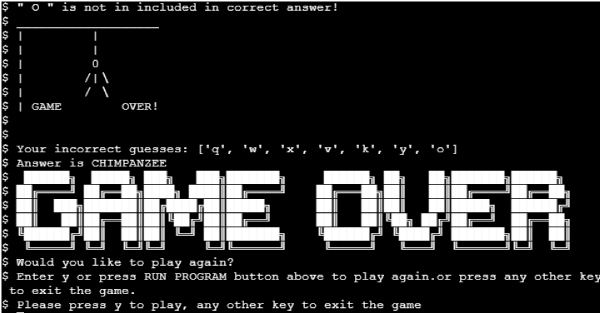 $ " O " is not in included in correct answer!
$ ____________________
$ |          |
$ |          |
$ |          O
$ |         /|\
$ |         / \
$ | GAME        OVER!
$
$
$ Your incorrect guesses: ['q', 'w', 'x', 'v', 'k', 'y', 'o']
$ Answer is CHIMPANZEE
$ GAME OVER
$ Would you like to play again?
$ Enter y or press RUN PROGRAM button above to play again.or press any other key
to exit the game.
$ Please press y to play, any other key to exit the game